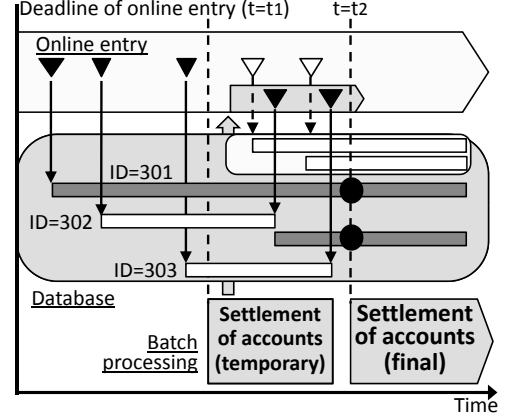 Deadline of online entry (t=t1)
t=t2
Online entry
ID=301
ID=302
ID=303
Database
Batch
processing
Settlement
of accounts
(temporary)
Settlement
of accounts
(final)
Time